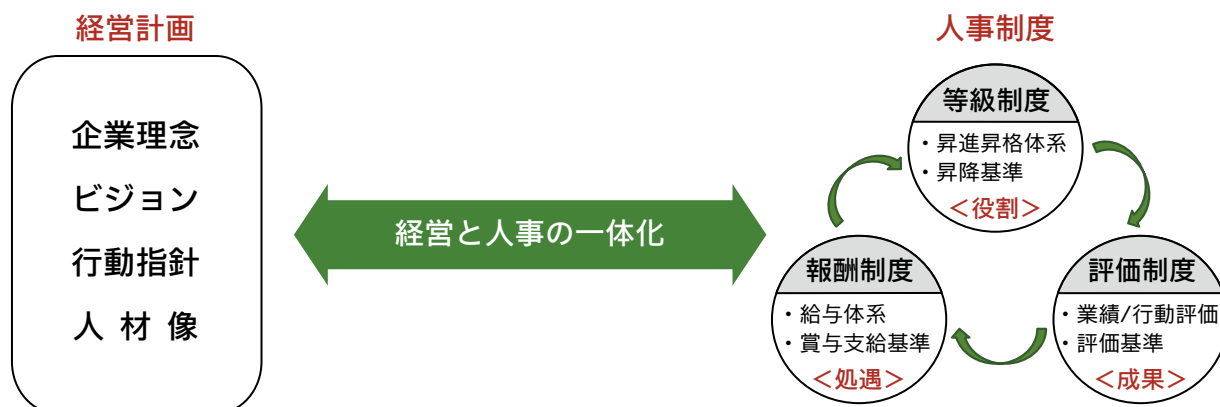 経営計画
企業理念
ビジョン
行動指針
人 材 像
経営と人事の一体化
人事制度
等級制度
・昇進昇格体系
・昇降基準
＜役割＞
報酬制度
・給与体系
・賞与支給基準
＜処遇＞
評価制度
・業績/行動評価
・評価基準
＜成果＞